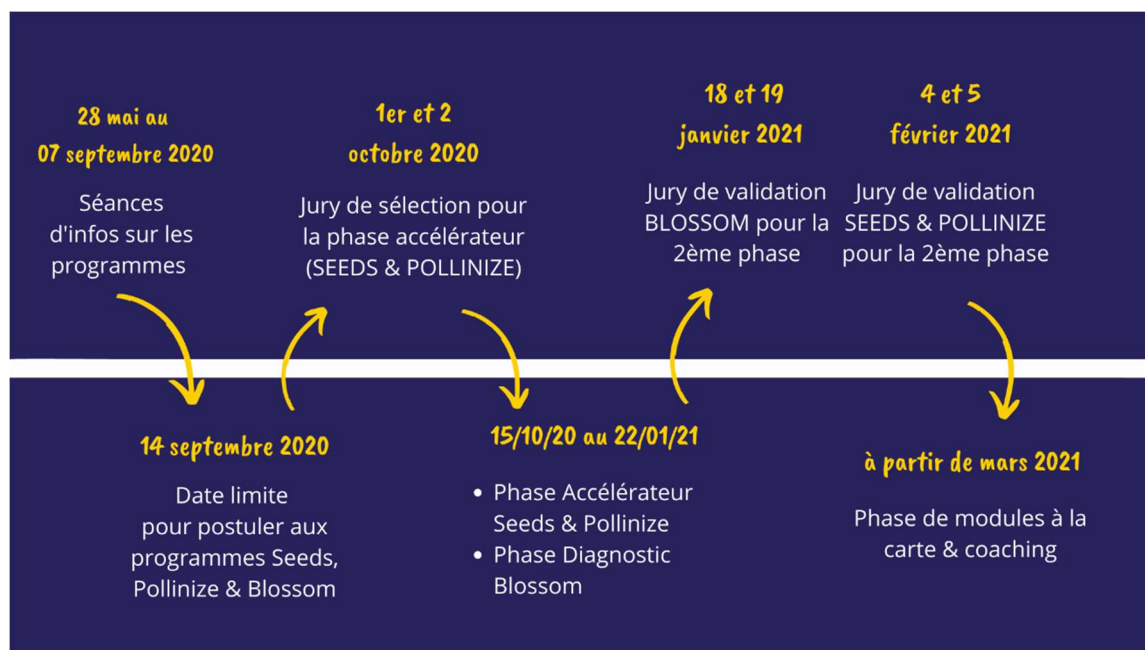 28 mai au
07 septembre 2020
Séances
d'infos sur les
programmes
14 septembre 2020
Date limite
pour postuler aux
programmes Seeds,
Pollinize & Blossom
1er et 2
octobre 2020
Jury de sélection pour
la phase accélérateur
(SEEDS & POLLINIZE)
15/10/20 au 22/01/21
• Phase Accélérateur
Seeds & Pollinize
• Phase Diagnostic
Blossom
18 et 19
janvier 2021
Jury de validation
BLOSSOM pour la
2ème phase
4 et 5
février 2021
Jury de validation
SEEDS & POLLINIZE
pour la 2ème phase
à partir de mars 2021
Phase de modules à la
carte & coaching